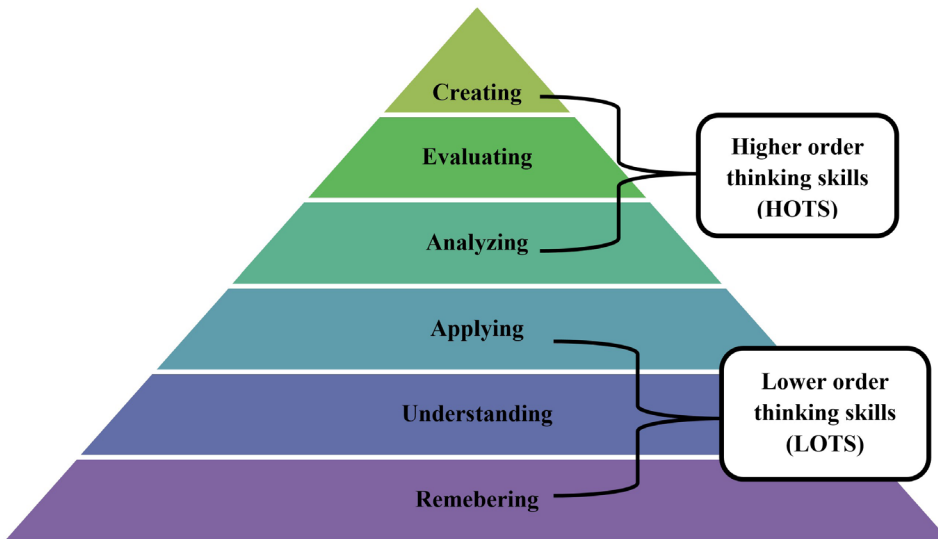 Creating
Evaluating
Analyzing
Applying
Understanding
Remebering
Higher order
thinking skills
(HOTS)
Lower order
thinking skills
(LOTS)